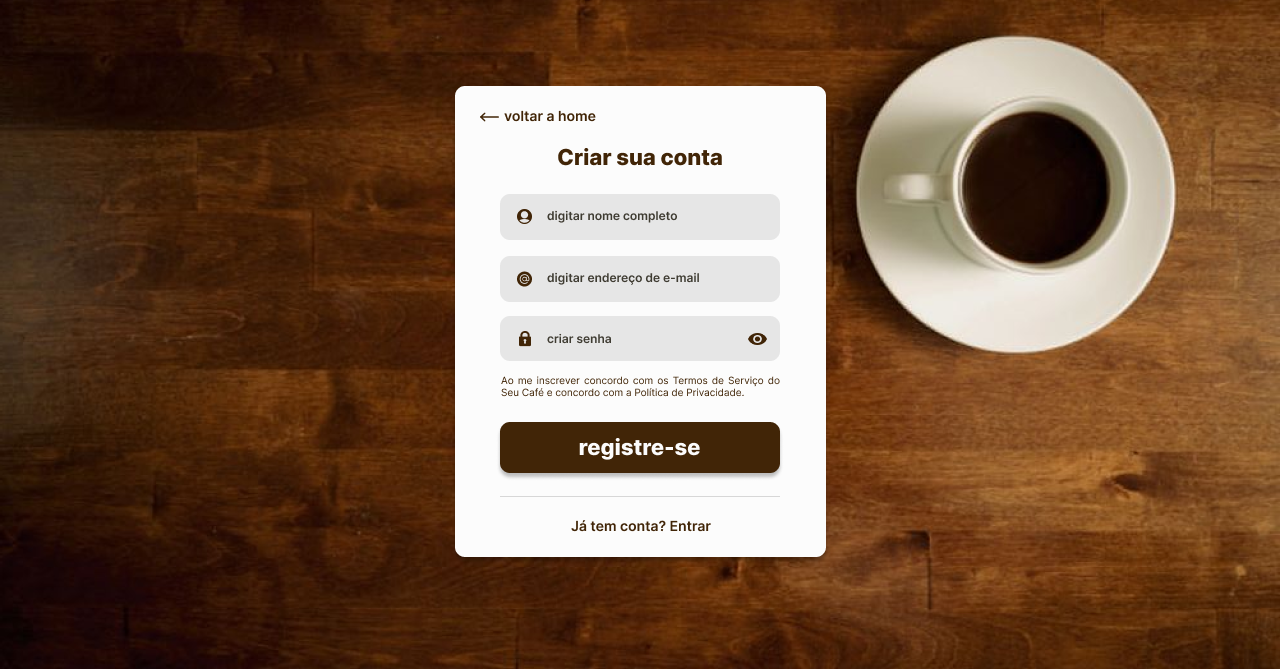 voltar a home
Criar sua conta
digitar nome completo
digitar endereço de e-mail
criar senha
Ao me inscrever concordo com os Termos de Serviço do
Seu Café e concordo com a Política de Privacidade.
registre-se
Já tem conta? Entrar